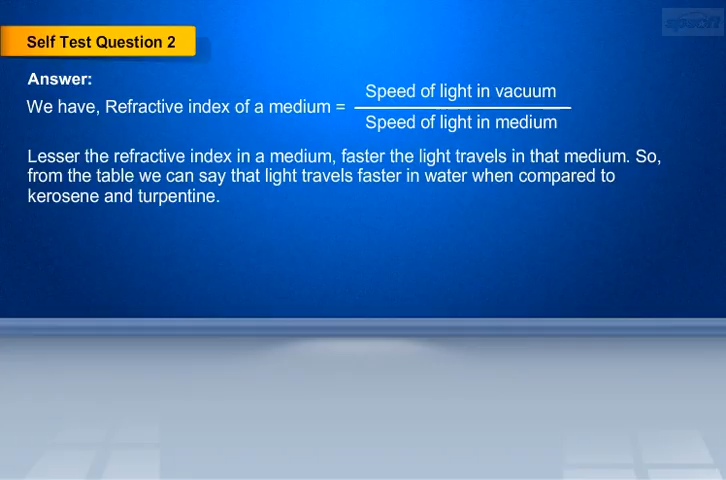 Self Test Question 2
Answer:
We have, Refractive index of a medium = Speed of light in vacuum
Speed of light in medium
Lesser the refractive index in a medium, faster the light travels in that medium. So,
from the table we can say that light travels faster in water when compared to
kerosene and turpentine.